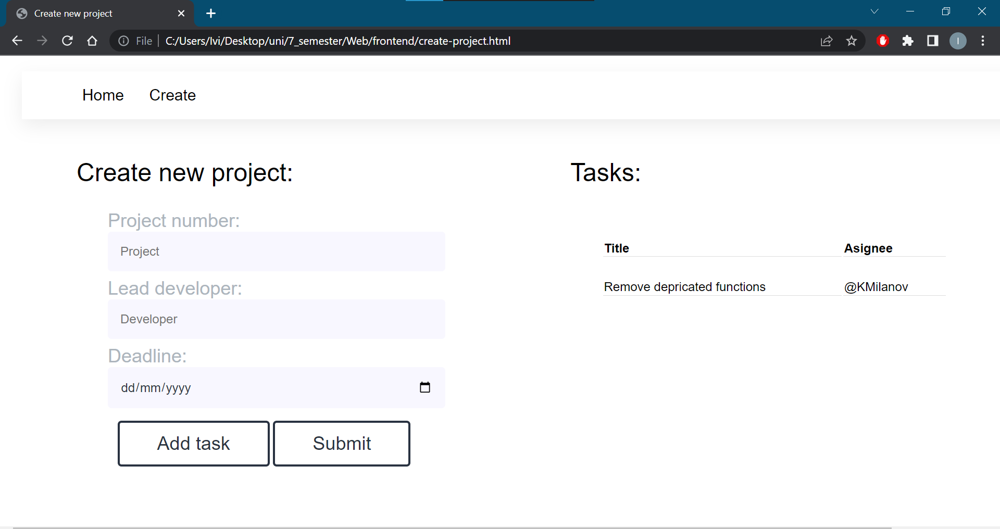 Create new project
File
C:/Users/Ivi/Desktop/uni/7_semester/Web/frontend/create-project.html
I
Home Create
Create new project:
Project number:
Project
Lead developer:
Developer
Deadline:
dd/mm/yyyy
Add task Submit
Tasks:
Title Asignee
Remove depricated functions @KMilanov